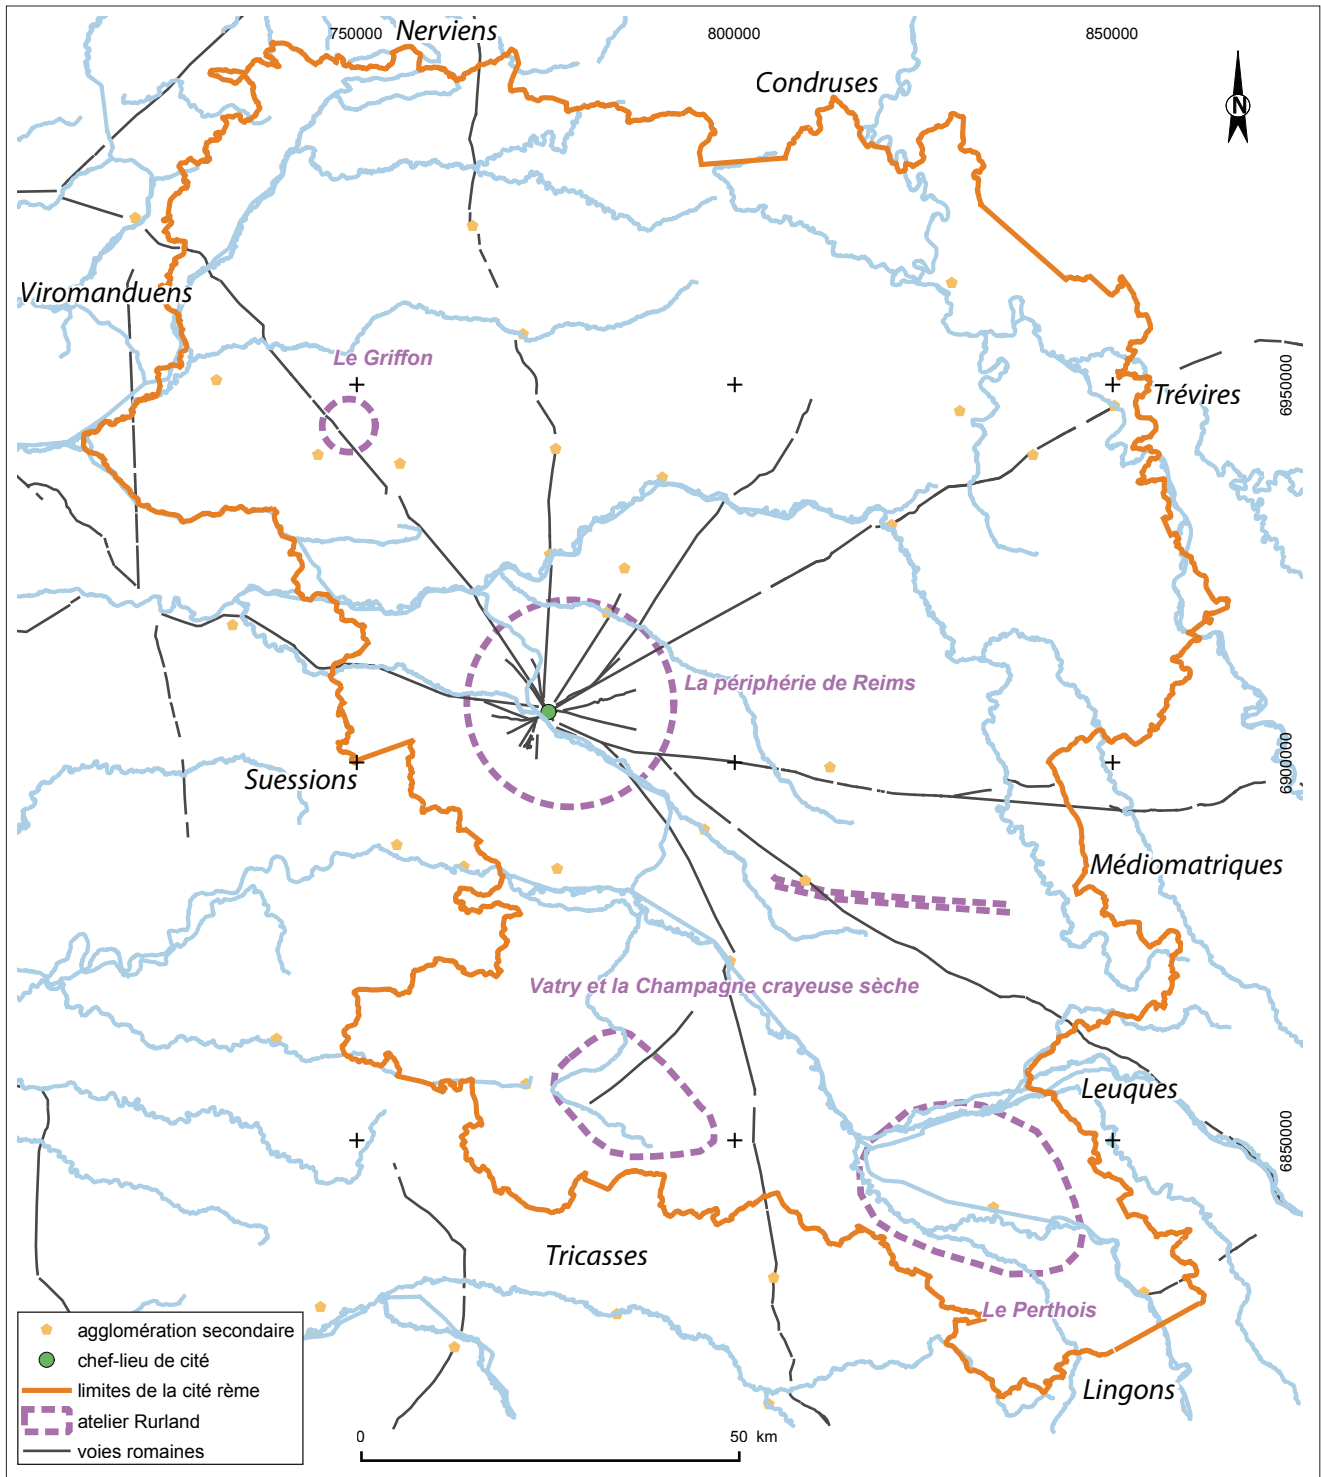 Nerviens
750000
800000
850000
Condruses
N
Viromanduens
Le Griffon
6950000
Trévires
La périphérie de Reims
6900000
Suessions
Médiomatriques
Vatry et la Champagne crayeuse sèche
Leuques
6850000
Tricasses
Le Perthois
Lingons
agglomération secondaire
chef-lieu de cité
limites de la cité rème
atelier Rurland
voies romaines
0 50 km